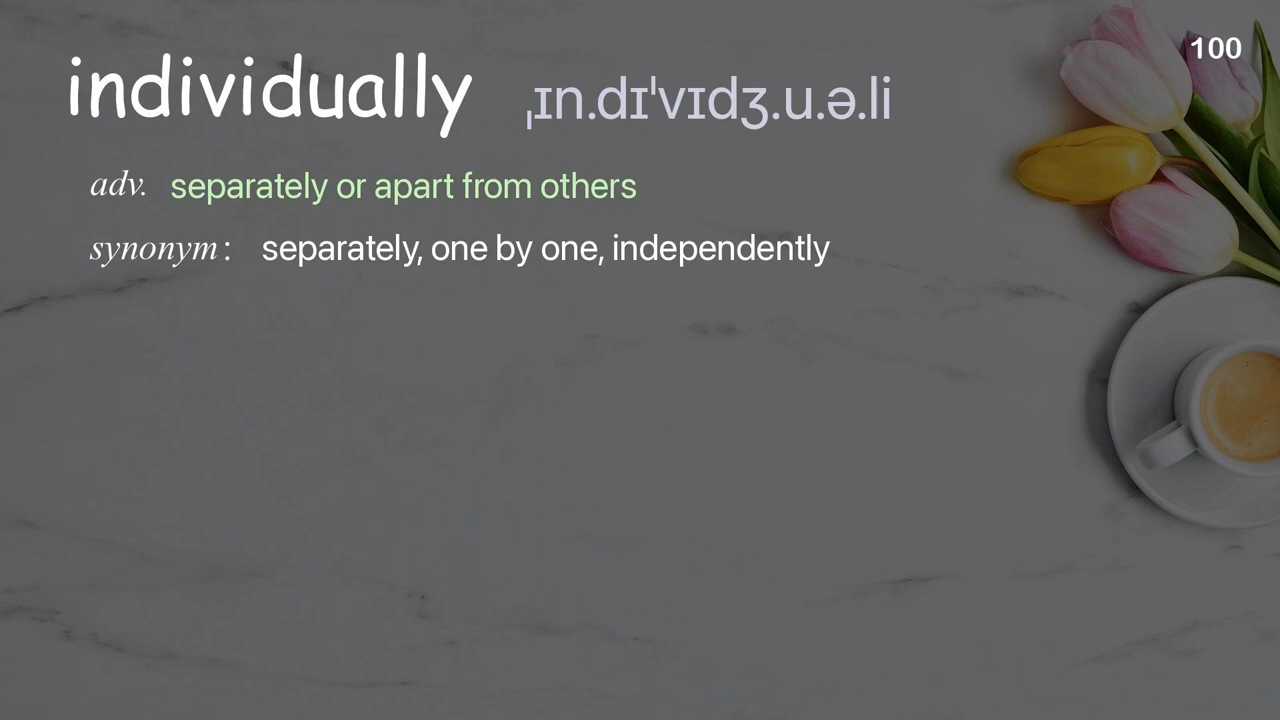 100
individually ˌɪn.dɪˈvɪdʒ.u.ə.li
adv. separately or apart from others
synonym: separately, one by one, independently